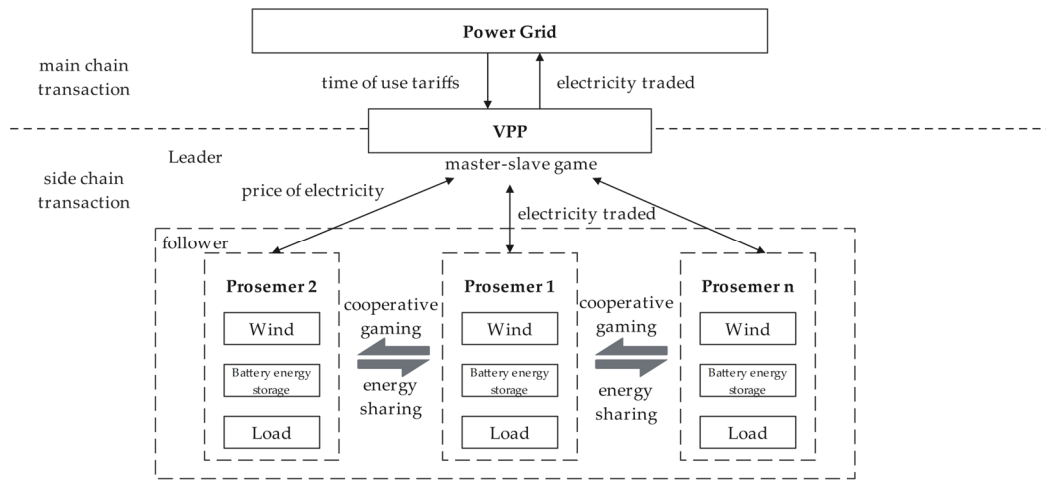 Power Grid
main chain
transaction
time of use tariffs
electricity traded
VPP
Leader
master-slave game
side chain
transaction
price of electricity
electricity traded
follower
Prosemer 2
Wind
Battery energy
storage
Load
cooperative
gaming
energy
sharing
Prosemer 1
Wind
Battery energy
storage
Load
cooperative
gaming
energy
sharing
Prosemer n
Wind
Battery energy
storage
Load